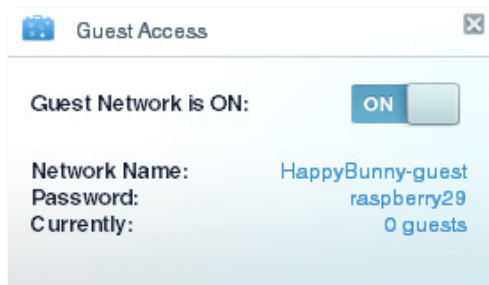 Guest Access
Guest Network is ON: ON
Network Name: HappyBunny-guest
Password: raspberry29
Currently: 0 guests